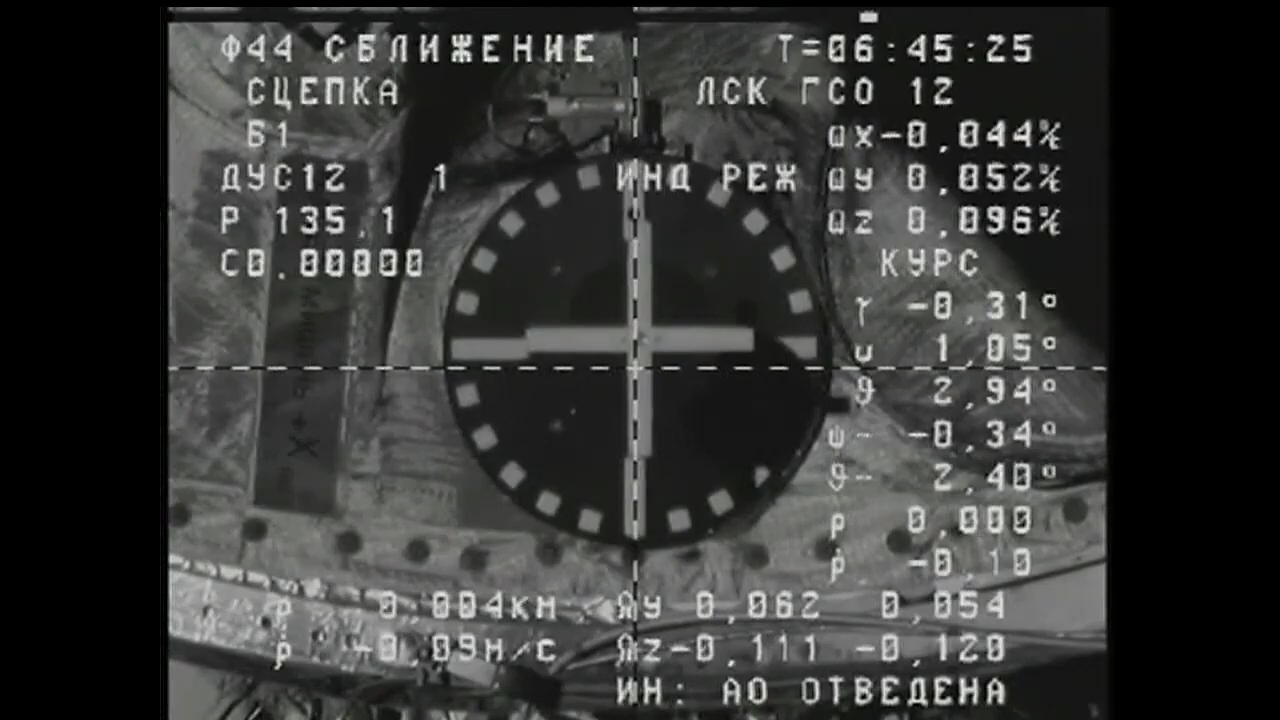 Ф44 СБЛИЖЕНИЕ T=06:45:25
СЦЕПКА ЛСК ГСО 12
Б1 ωx-0,044%
ДУС12 1 ИНД РЕЖ ωy 0,052%
Р 135,1 ωz 0,096%
С0.00000 КУРС
γ -0,31°
υ 1,05°
ϑ 2,94°
ψ -0,34°
ϑ 2,40°
ρ 0,000
ρ̇ -0,10
ρ 0,004км Ωy 0,062 0,054
ρ̇ -0,09м/с Ωz-0,111 -0,120
ИН: АО ОТВЕДЕНА
Мишень +X